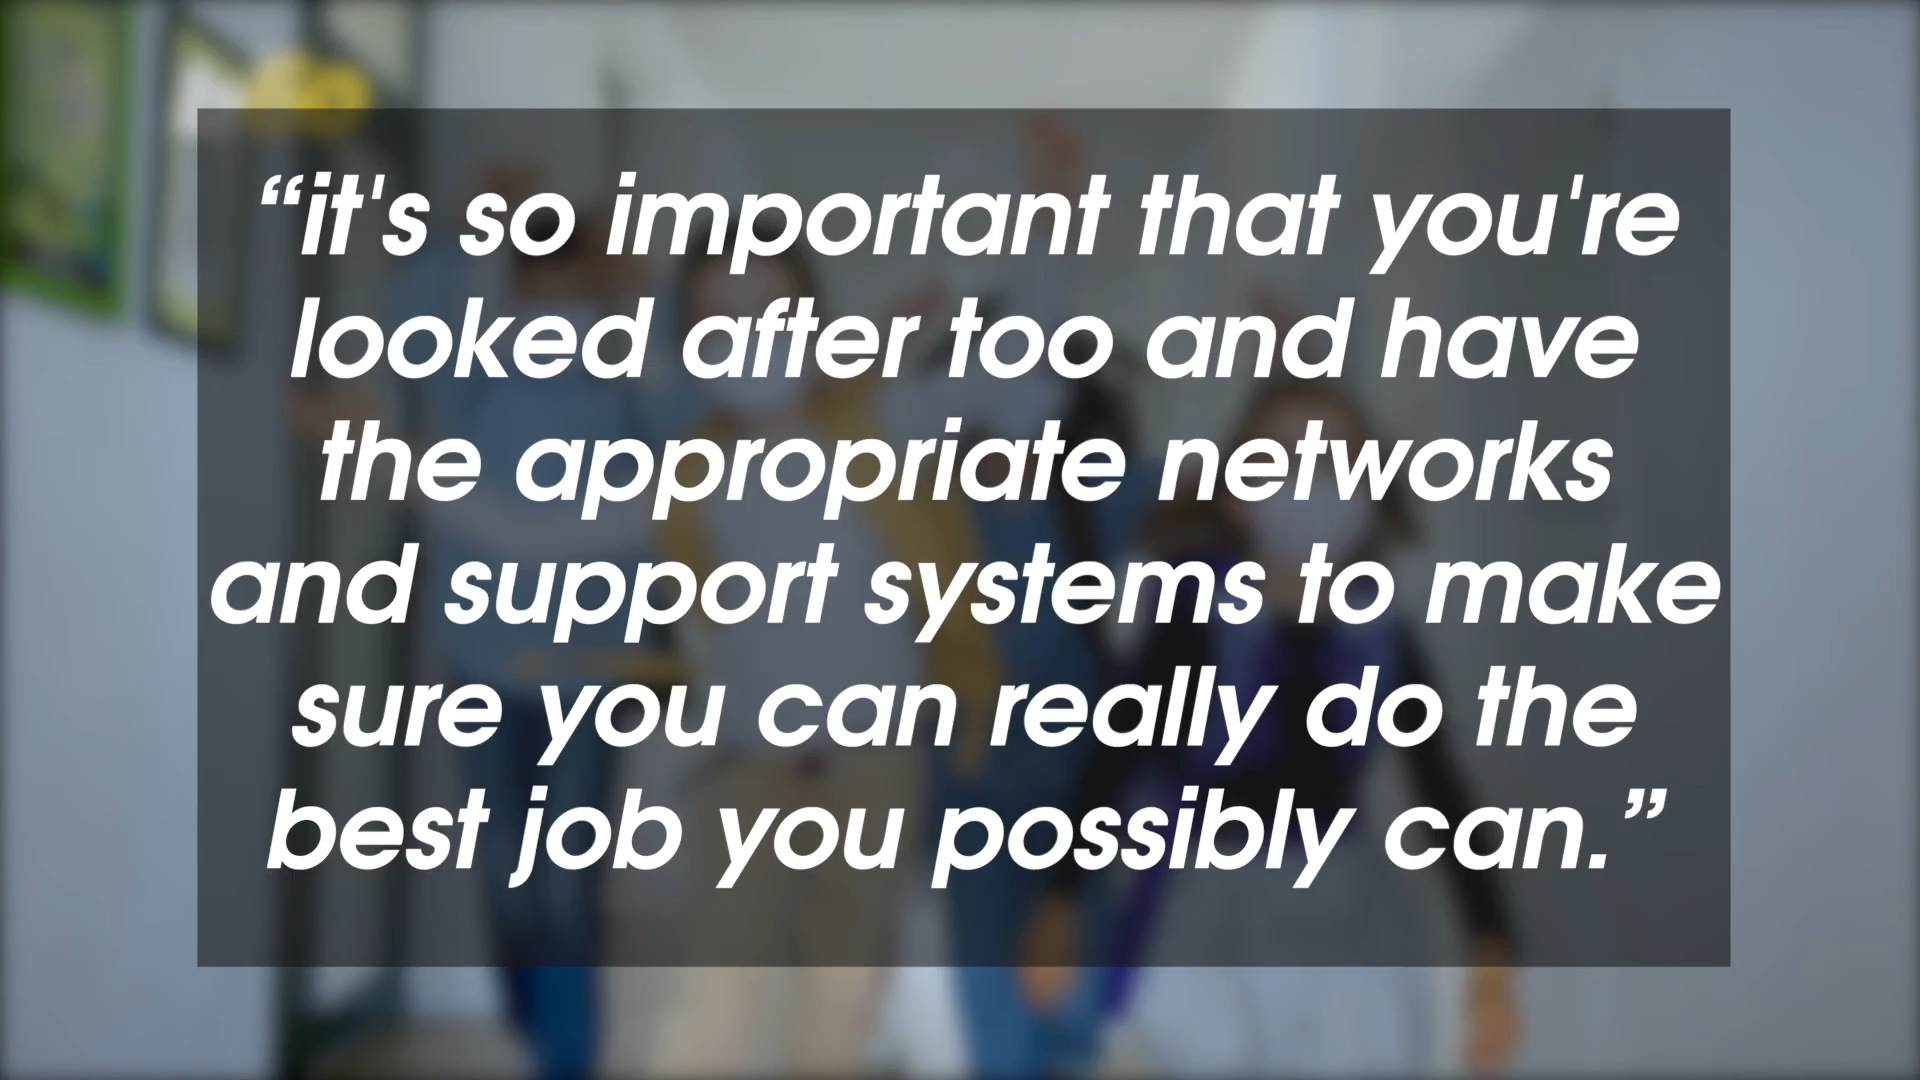 “it's so important that you're
looked after too and have
the appropriate networks
and support systems to make
sure you can really do the
best job you possibly can.”